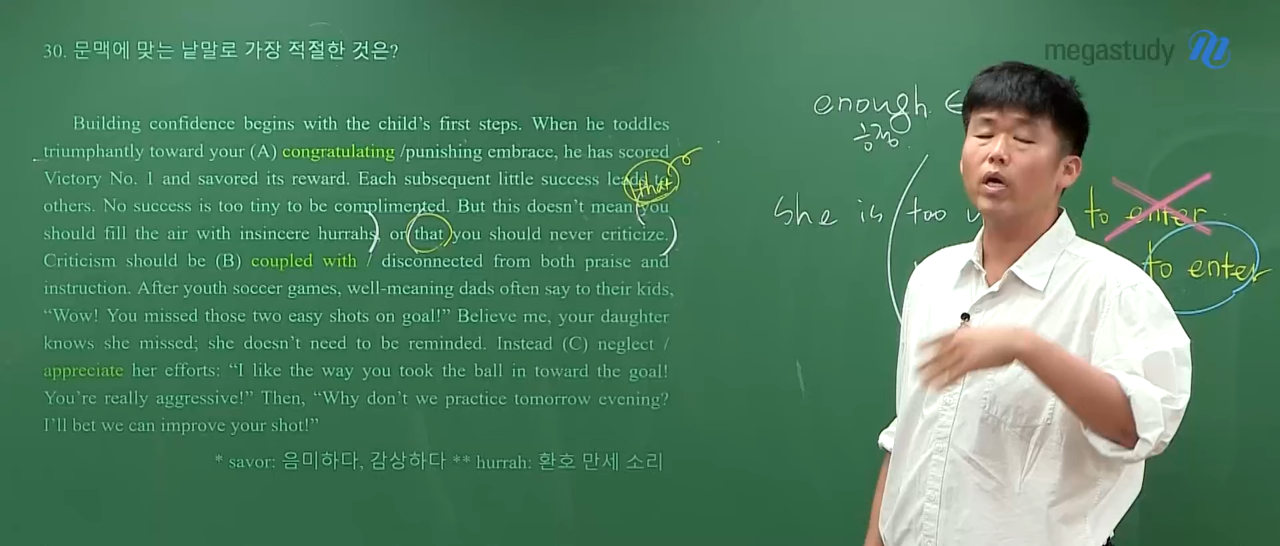 30. 문맥에 맞는 낱말로 가장 적절한 것은?
megastudy
Building confidence begins with the child's first steps. When he toddles
triumphantly toward your (A) congratulating /punishing embrace, he has scored
Victory No. 1 and savored its reward. Each subsequent little success leads to
that
others. No success is too tiny to be complimented. But this doesn't mean you
should fill the air with insincere hurrahs, or that you should never criticize.
Criticism should be (B) coupled with / disconnected from both praise and
instruction. After youth soccer games, well-meaning dads often say to their kids,
"Wow! You missed those two easy shots on goal!" Believe me, your daughter
knows she missed; she doesn't need to be reminded. Instead (C) neglect /
appreciate her efforts: "I like the way you took the ball in toward the goal!
You're really aggressive!" Then, "Why don't we practice tomorrow evening?
I'll bet we can improve your shot!"
* savor: 음미하다, 감상하다 ** hurrah: 환호 만세 소리
enough
긍정
she is too
to enter
to enter